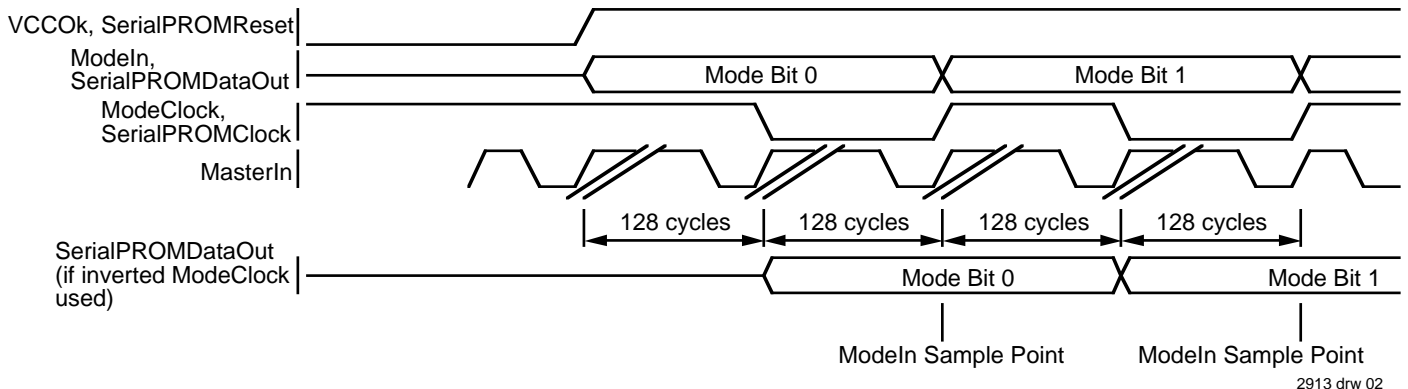 VCCOk, SerialPROMReset
ModeIn,
SerialPROMDataOut
Mode Bit 0
Mode Bit 1
ModeClock,
SerialPROMClock
MasterIn
128 cycles
128 cycles
128 cycles
128 cycles
SerialPROMDataOut
(if inverted ModeClock
used)
Mode Bit 0
Mode Bit 1
ModeIn Sample Point
ModeIn Sample Point
2913 drw 02